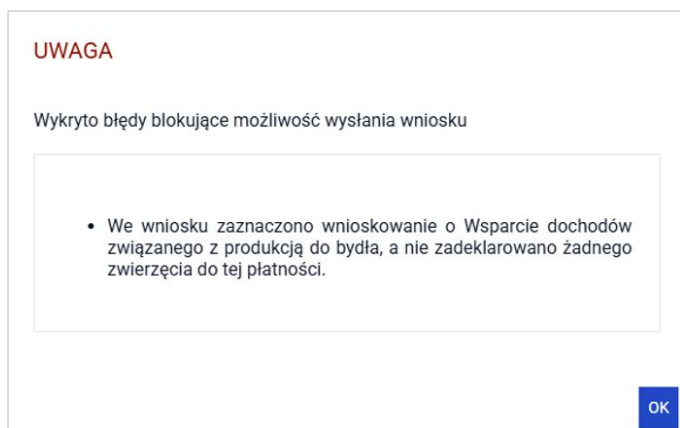 UWAGA
Wykryto błędy blokujące możliwość wysłania wniosku
• We wniosku zaznaczono wnioskowanie o Wsparcie dochodów
związanego z produkcją do bydła, a nie zadeklarowano żadnego
zwierzęcia do tej płatności.
OK